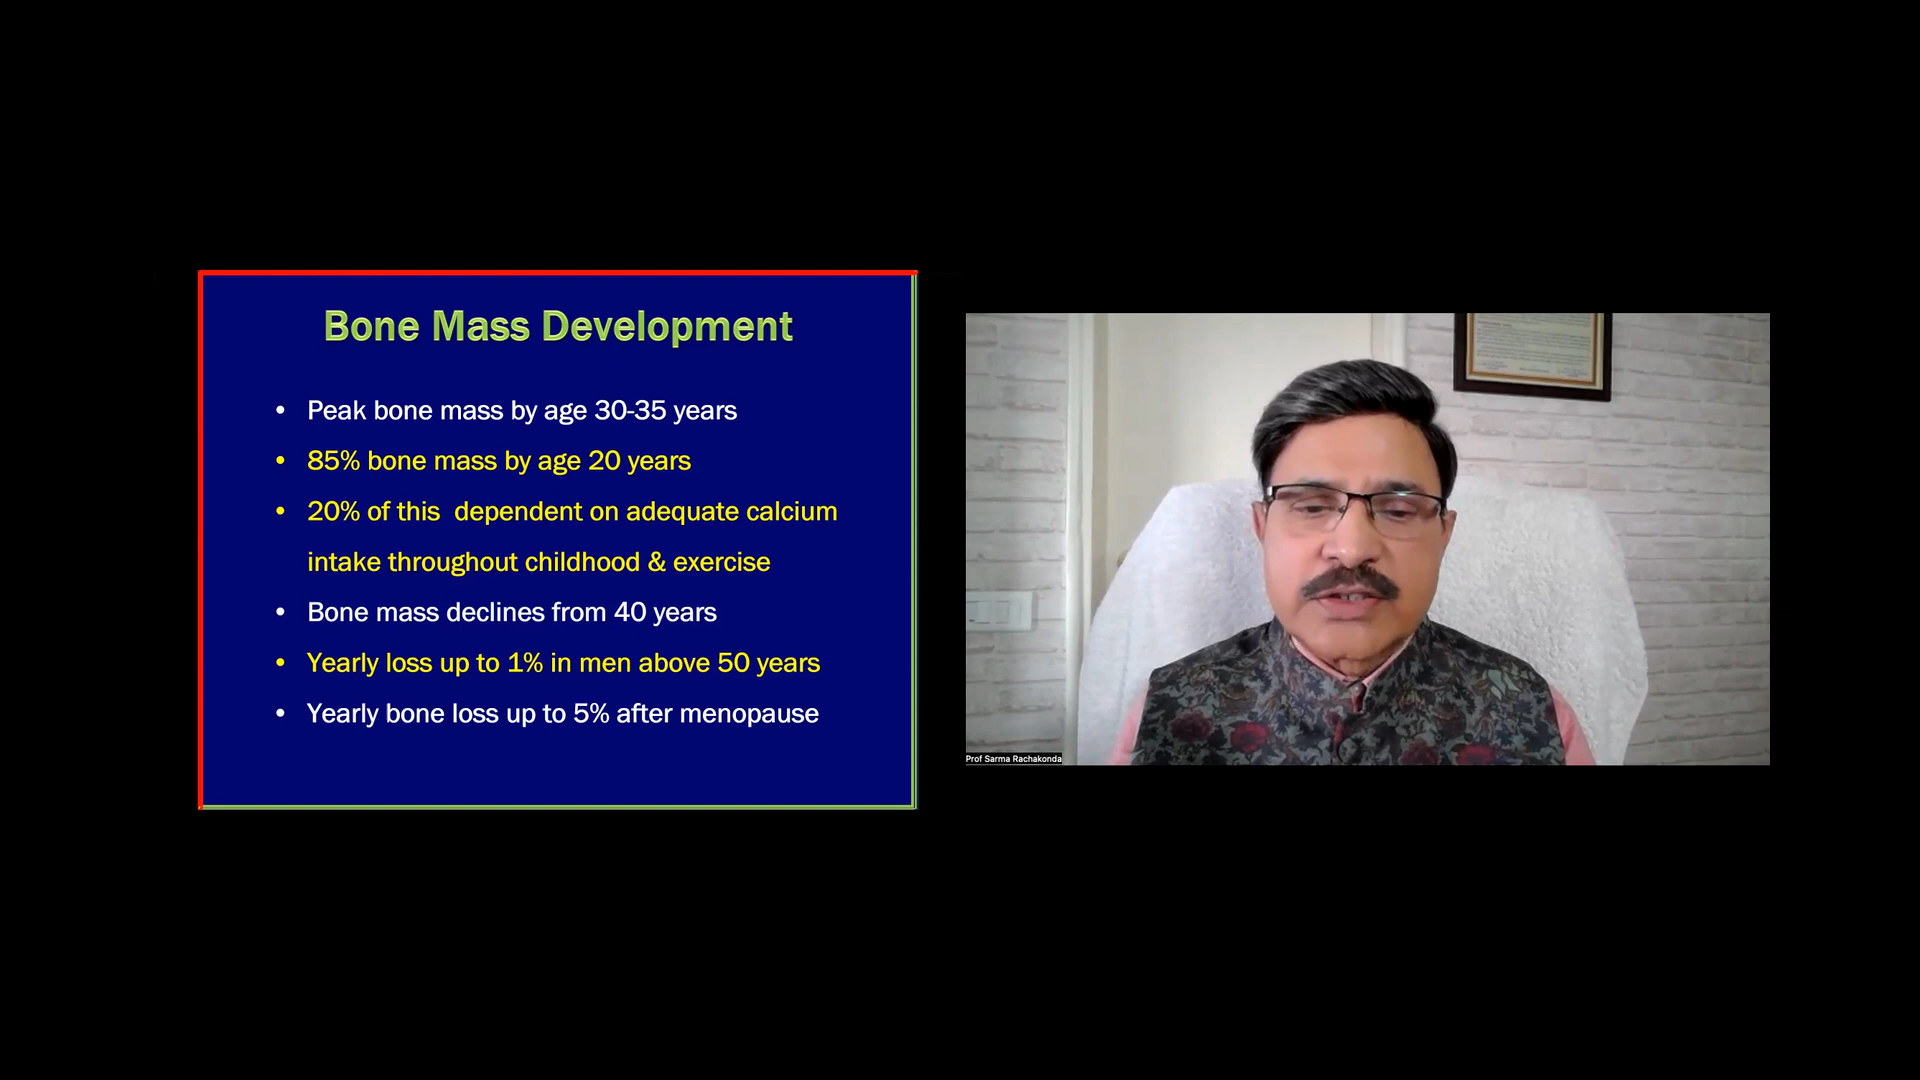 Bone Mass Development
• Peak bone mass by age 30-35 years
• 85% bone mass by age 20 years
• 20% of this  dependent on adequate calcium
intake throughout childhood & exercise
• Bone mass declines from 40 years
• Yearly loss up to 1% in men above 50 years
• Yearly bone loss up to 5% after menopause
Prof Sarma Rachakonda